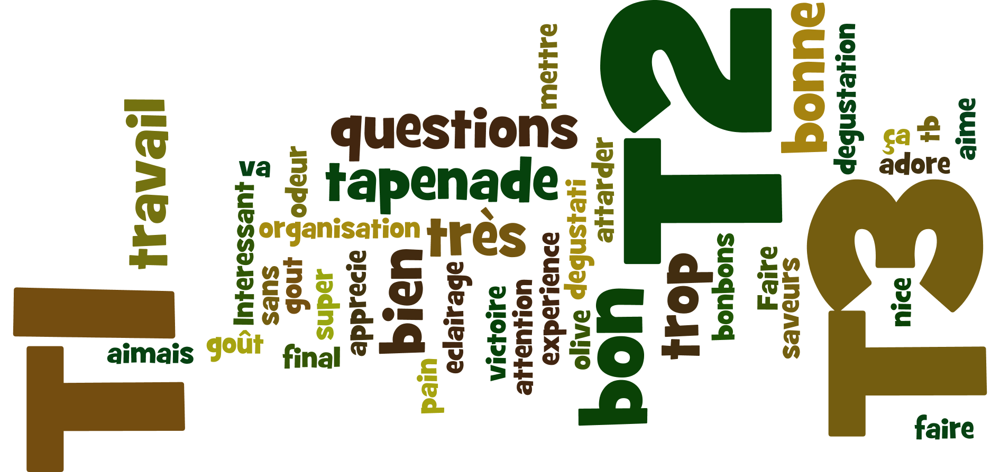 T1
travail
aimais
goût
va
Interessant
odeur
organisation
sans
gout
super
final
apprecie
questions
tapenade
très
bien
pain
eclairage
victoire
attention
experience
mettre
degustati
attarder
olive
bon
T2
trop
bonbons
bonne
degustation
Faire
saveurs
ça
tb
adore
aime
T3
nice
faire